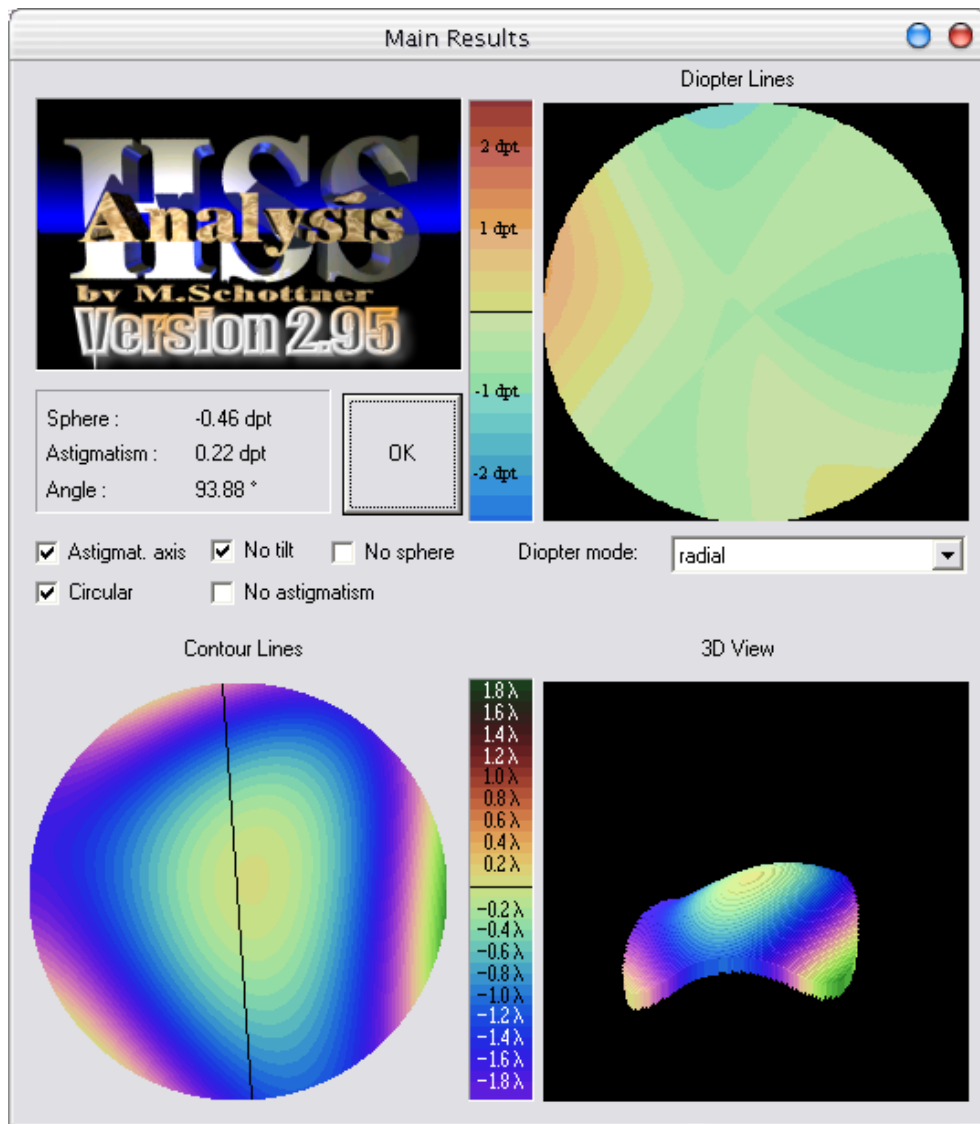 Main Results
Diopter Lines
HSS
Analysis
by M.Schottner
Version 2.95
2 dpt.
1 dpt.
-1 dpt.
-2 dpt.
Sphere : -0.46 dpt
Astigmatism : 0.22 dpt
Angle : 93.88 °
OK
Astigmat. axis No tilt No sphere Diopter mode: radial
Circular No astigmatism
Contour Lines
3D View
1.8 λ
1.6 λ
1.4 λ
1.2 λ
1.0 λ
0.8 λ
0.6 λ
0.4 λ
0.2 λ
−0.2 λ
−0.4 λ
−0.6 λ
−0.8 λ
−1.0 λ
−1.2 λ
−1.4 λ
−1.6 λ
−1.8 λ